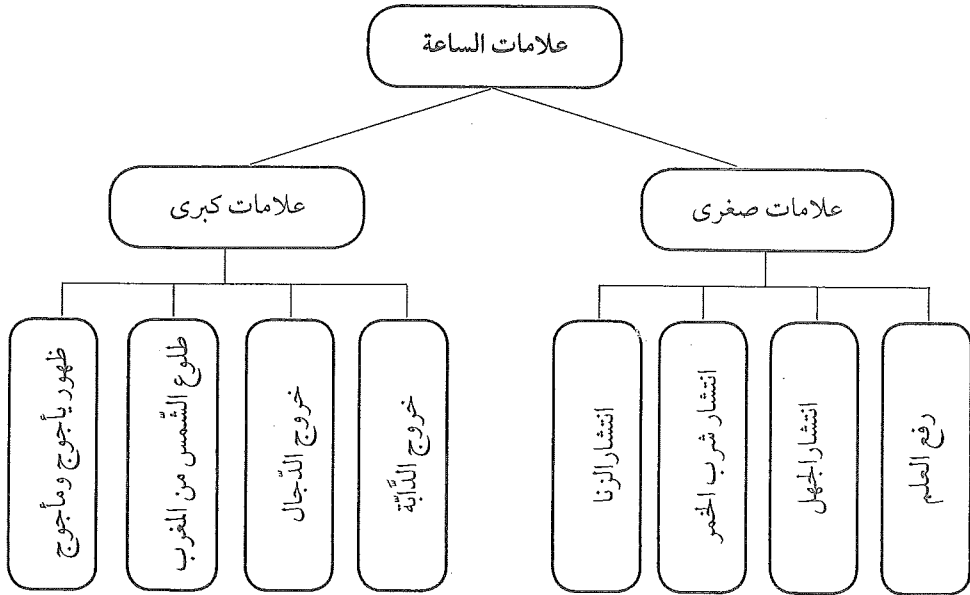 علامات الساعة
علامات صغرى
علامات كبرى
رفع العلم
انتشار الجهل
انتشار شرب الخمر
انتشار الزنا
خروج الدَّابَّة
خروج الدّجال
طلوع الشّمس من المغرب
ظهور يأجوج ومأجوج